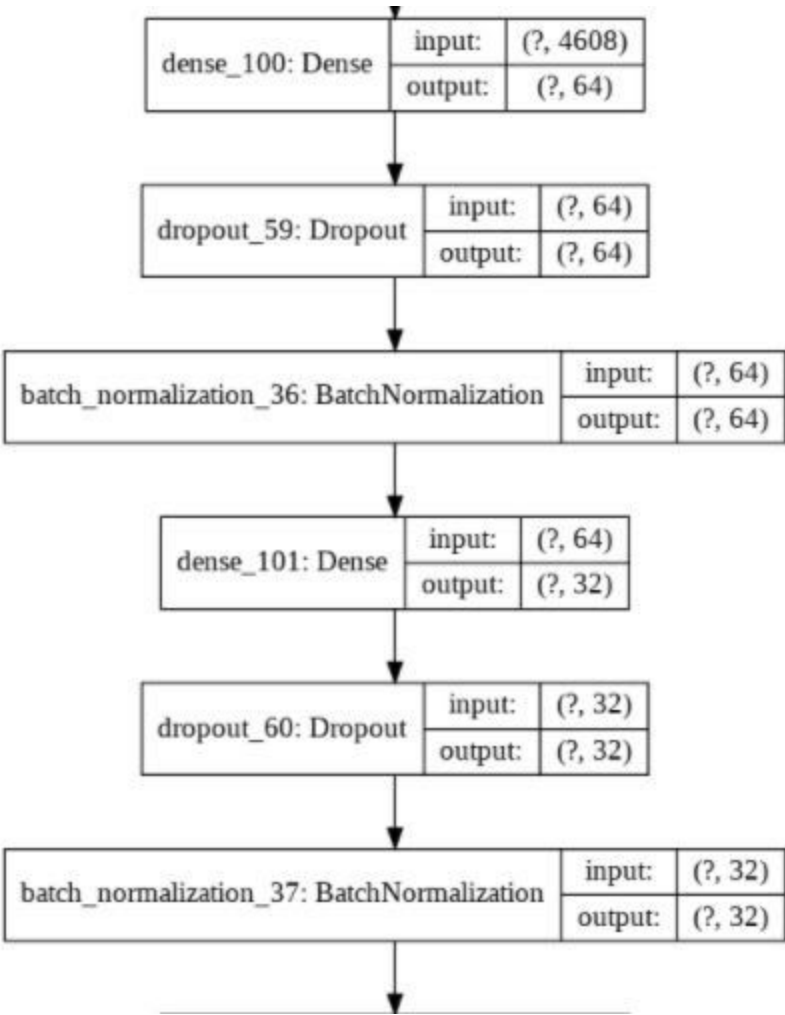 dense_100: Dense
input: (?, 4608)
output: (?, 64)
dropout_59: Dropout
input: (?, 64)
output: (?, 64)
batch_normalization_36: BatchNormalization
input: (?, 64)
output: (?, 64)
dense_101: Dense
input: (?, 64)
output: (?, 32)
dropout_60: Dropout
input: (?, 32)
output: (?, 32)
batch_normalization_37: BatchNormalization
input: (?, 32)
output: (?, 32)